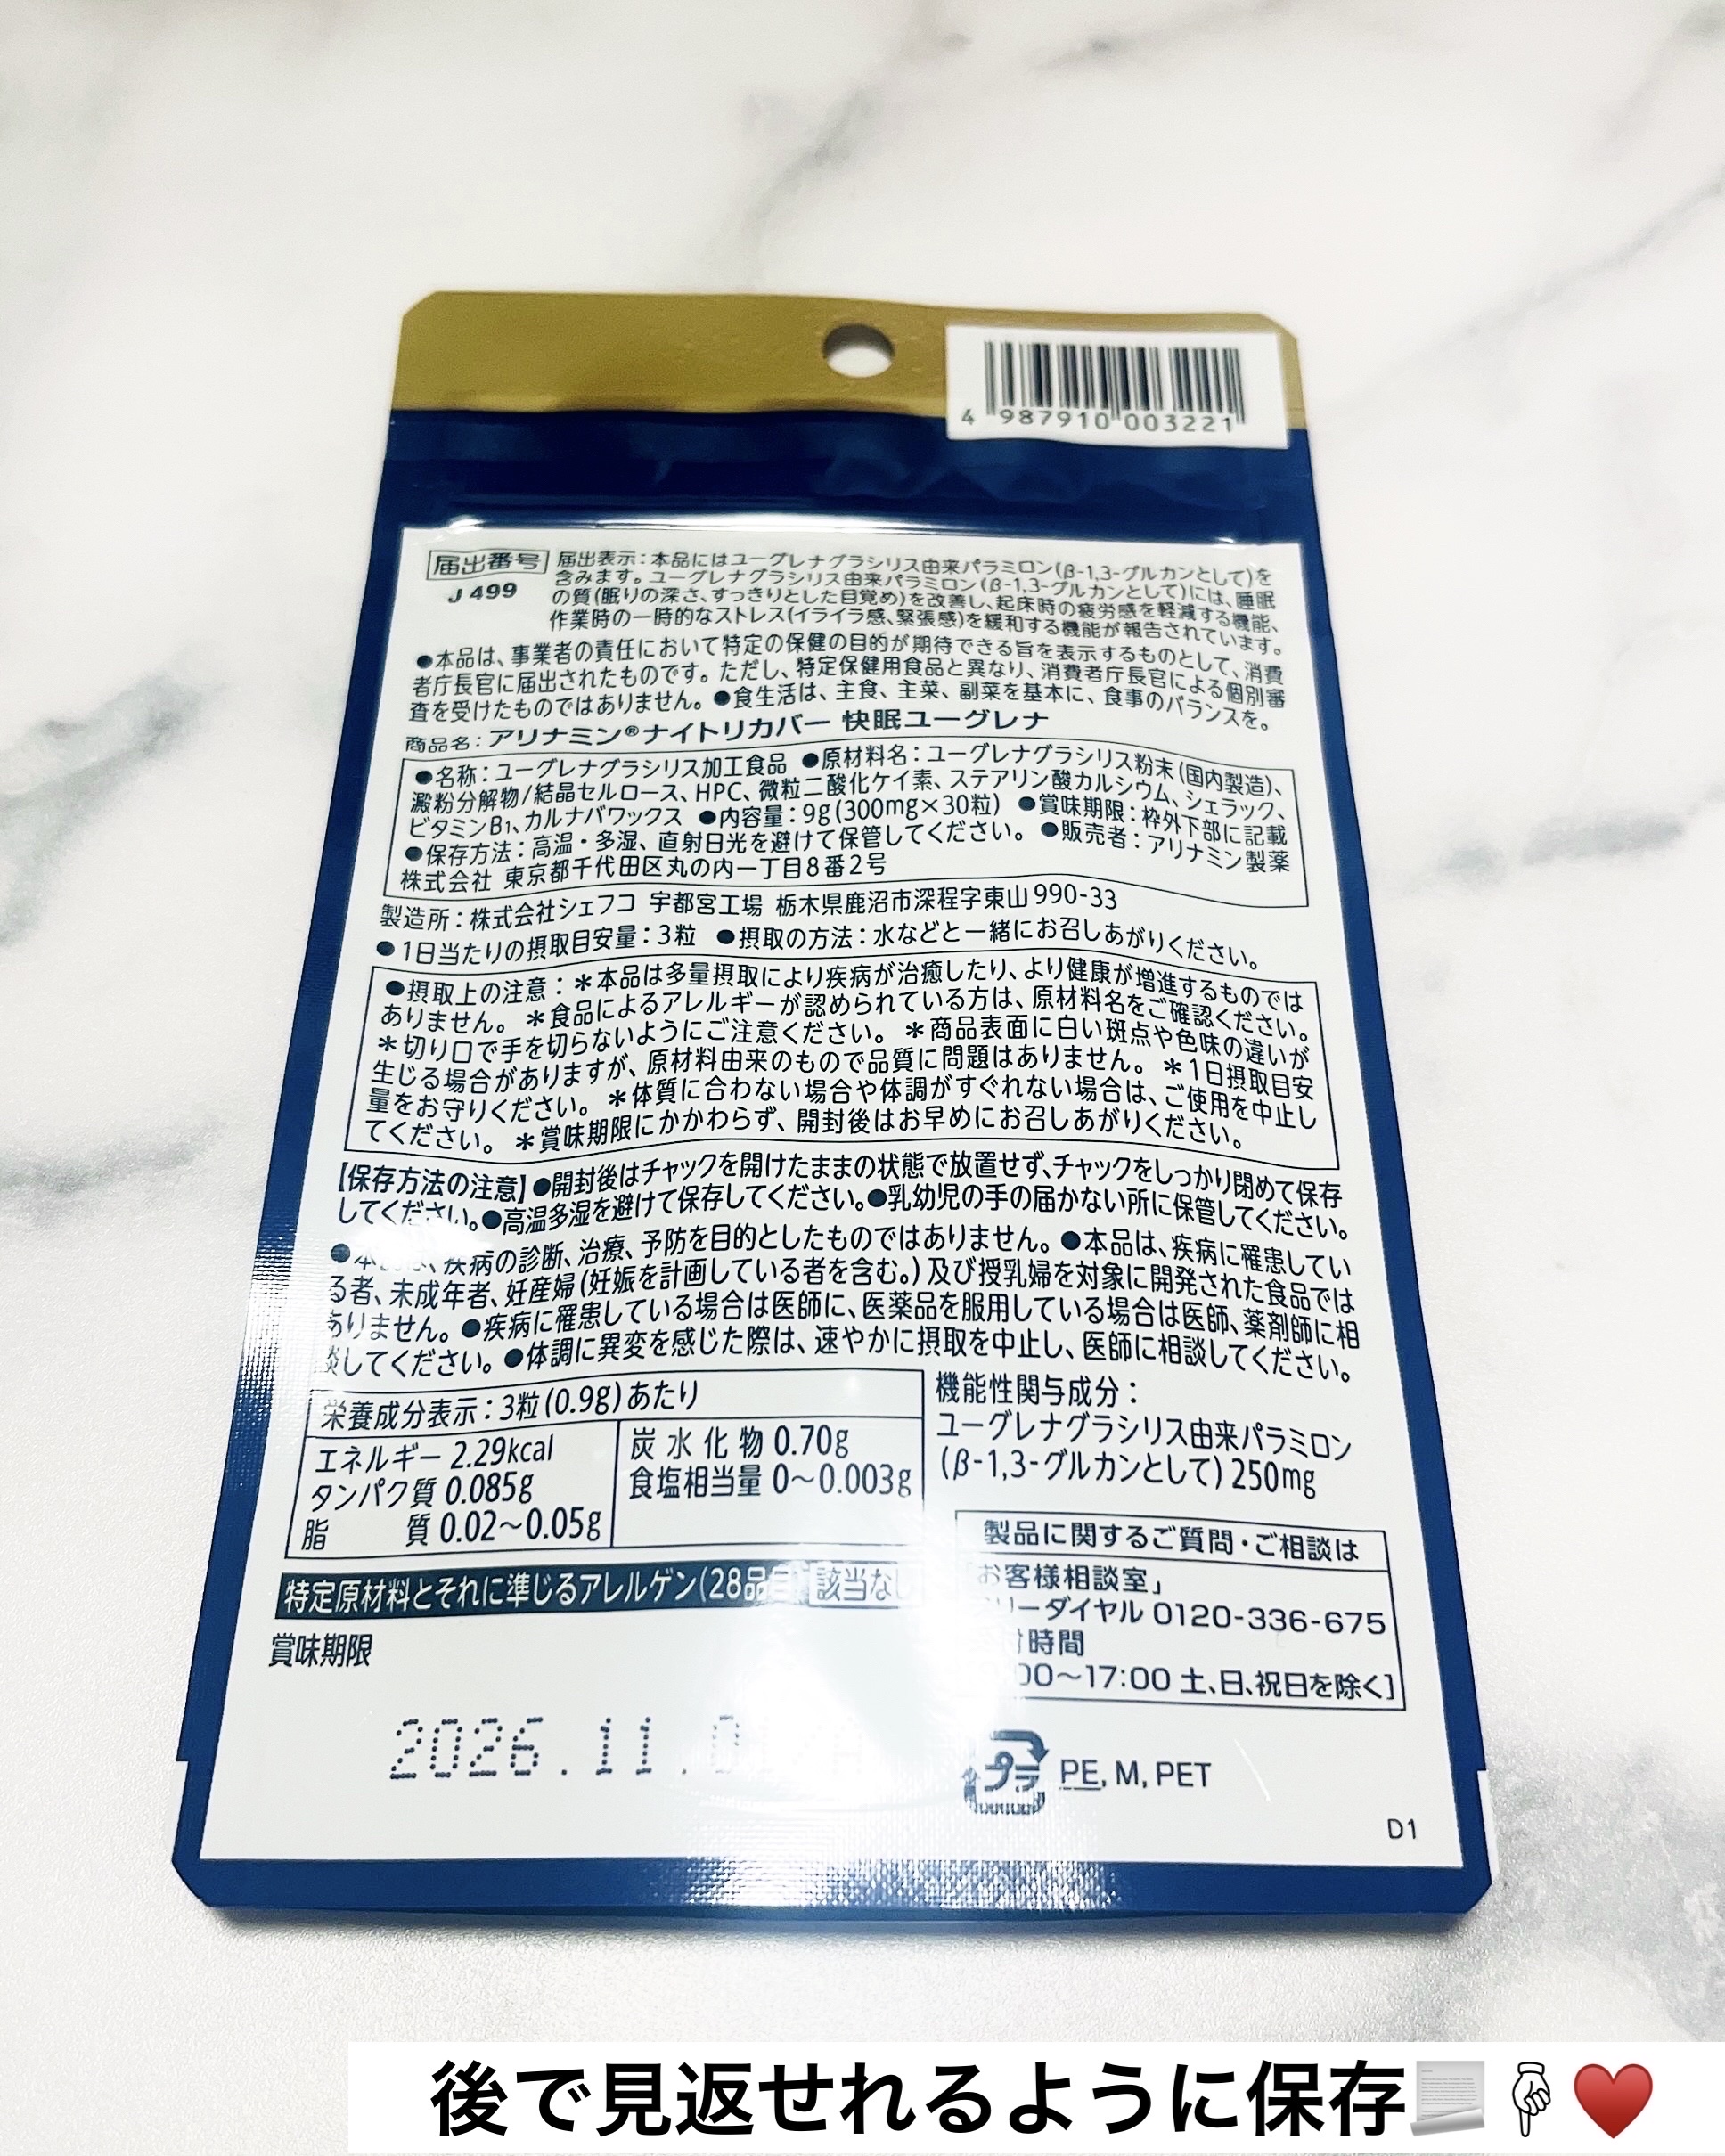 4 987910 003221
届出番号
J 499
届出表示：本品にはユーグレナグラシリス由来パラミロン(β-1,3-グルカンとして)を
含みます。ユーグレナグラシリス由来パラミロン(β-1,3-グルカンとして)には、睡眠
の質(眠りの深さ、すっきりとした目覚め)を改善し、起床時の疲労感を軽減する機能、
作業時の一時的なストレス(イライラ感、緊張感)を緩和する機能が報告されています。
●本品は、事業者の責任において特定の保健の目的が期待できる旨を表示するものとして、消費
者庁長官に届出されたものです。ただし、特定保健用食品と異なり、消費者庁長官による個別審
査を受けたものではありません。●食生活は、主食、主菜、副菜を基本に、食事のバランスを。
商品名：アリナミン®ナイトリカバー 快眠ユーグレナ
●名称：ユーグレナグラシリス加工食品 ●原材料名：ユーグレナグラシリス粉末(国内製造)、
澱粉分解物/結晶セルロース、HPC、微粒二酸化ケイ素、ステアリン酸カルシウム、シェラック、
ビタミンB₁、カルナバワックス ●内容量：9g(300mg×30粒) ●賞味期限：枠外下部に記載
●保存方法：高温・多湿、直射日光を避けて保管してください。 ●販売者：アリナミン製薬
株式会社 東京都千代田区丸の内一丁目8番2号
製造所：株式会社シェフコ 宇都宮工場 栃木県鹿沼市深程字東山990-33
●1日当たりの摂取目安量：3粒 ●摂取の方法：水などと一緒にお召しあがりください。
●摂取上の注意：＊本品は多量摂取により疾病が治癒したり、より健康が増進するものでは
ありません。 ＊食品によるアレルギーが認められている方は、原材料名をご確認ください。
＊切り口で手を切らないようにご注意ください。 ＊商品表面に白い斑点や色味の違いが
生じる場合がありますが、原材料由来のもので品質に問題はありません。 ＊1日摂取目安
量をお守りください。 ＊体質に合わない場合や体調がすぐれない場合は、ご使用を中止し
てください。 ＊賞味期限にかかわらず、開封後はお早めにお召しあがりください。
【保存方法の注意】●開封後はチャックを開けたままの状態で放置せず、チャックをしっかり閉めて保存
してください。●高温多湿を避けて保存してください。●乳幼児の手の届かない所に保管してください。
●本品は、疾病の診断、治療、予防を目的としたものではありません。●本品は、疾病に罹患してい
る者、未成年者、妊産婦(妊娠を計画している者を含む。)及び授乳婦を対象に開発された食品では
ありません。●疾病に罹患している場合は医師に、医薬品を服用している場合は医師、薬剤師に相
談してください。●体調に異変を感じた際は、速やかに摂取を中止し、医師に相談してください。
栄養成分表示：3粒(0.9g)あたり
エネルギー 2.29kcal
タンパク質 0.085g
脂質 0.02〜0.05g
炭水化物 0.70g
食塩相当量 0〜0.003g
機能性関与成分：
ユーグレナグラシリス由来パラミロン
(β-1,3-グルカンとして)250mg
特定原材料とそれに準じるアレルゲン(28品目) 該当なし
製品に関するご質問・ご相談は
「お客様相談室」
フリーダイヤル 0120-336-675
時間
00〜17:00 土、日、祝日を除く]
賞味期限
2026.11
プラ PE, M, PET
D1
後で見返せるように保存📃👇♥️